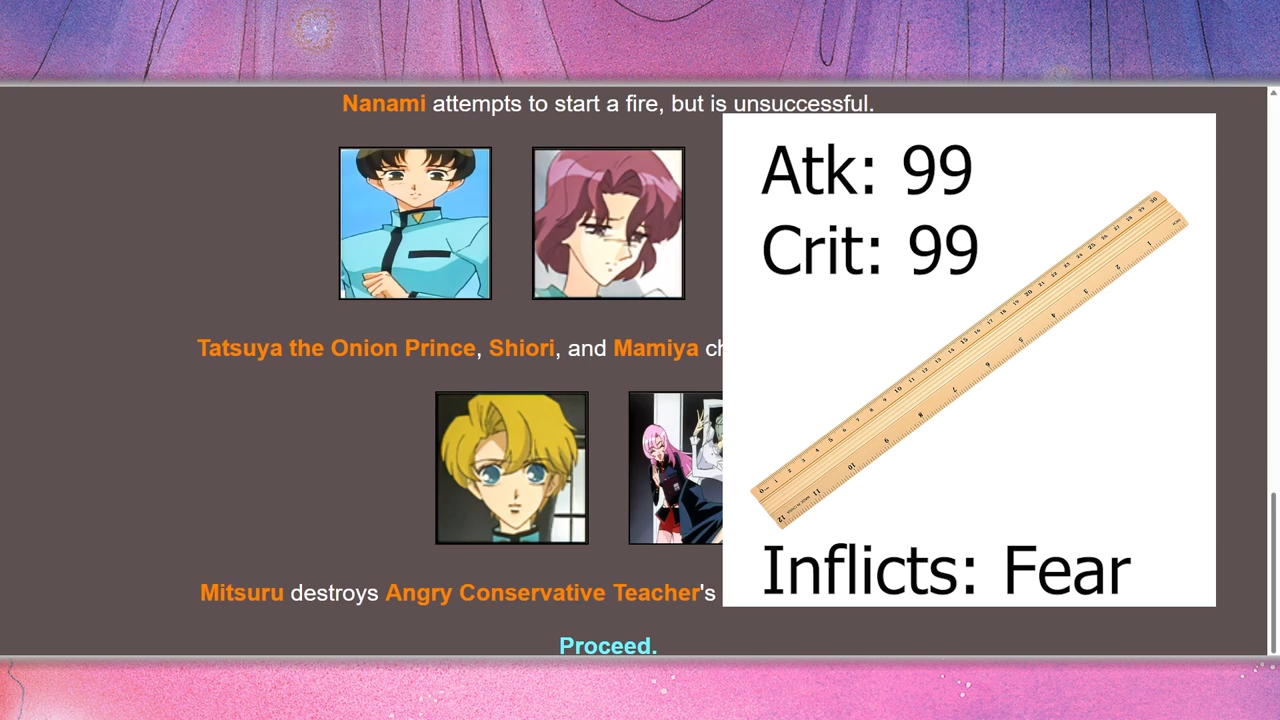 Nanami attempts to start a fire, but is unsuccessful.
Atk: 99
Crit: 99
Tatsuya the Onion Prince, Shiori, and Mamiya ch
Mitsuru destroys Angry Conservative Teacher's
Inflicts: Fear
Proceed.